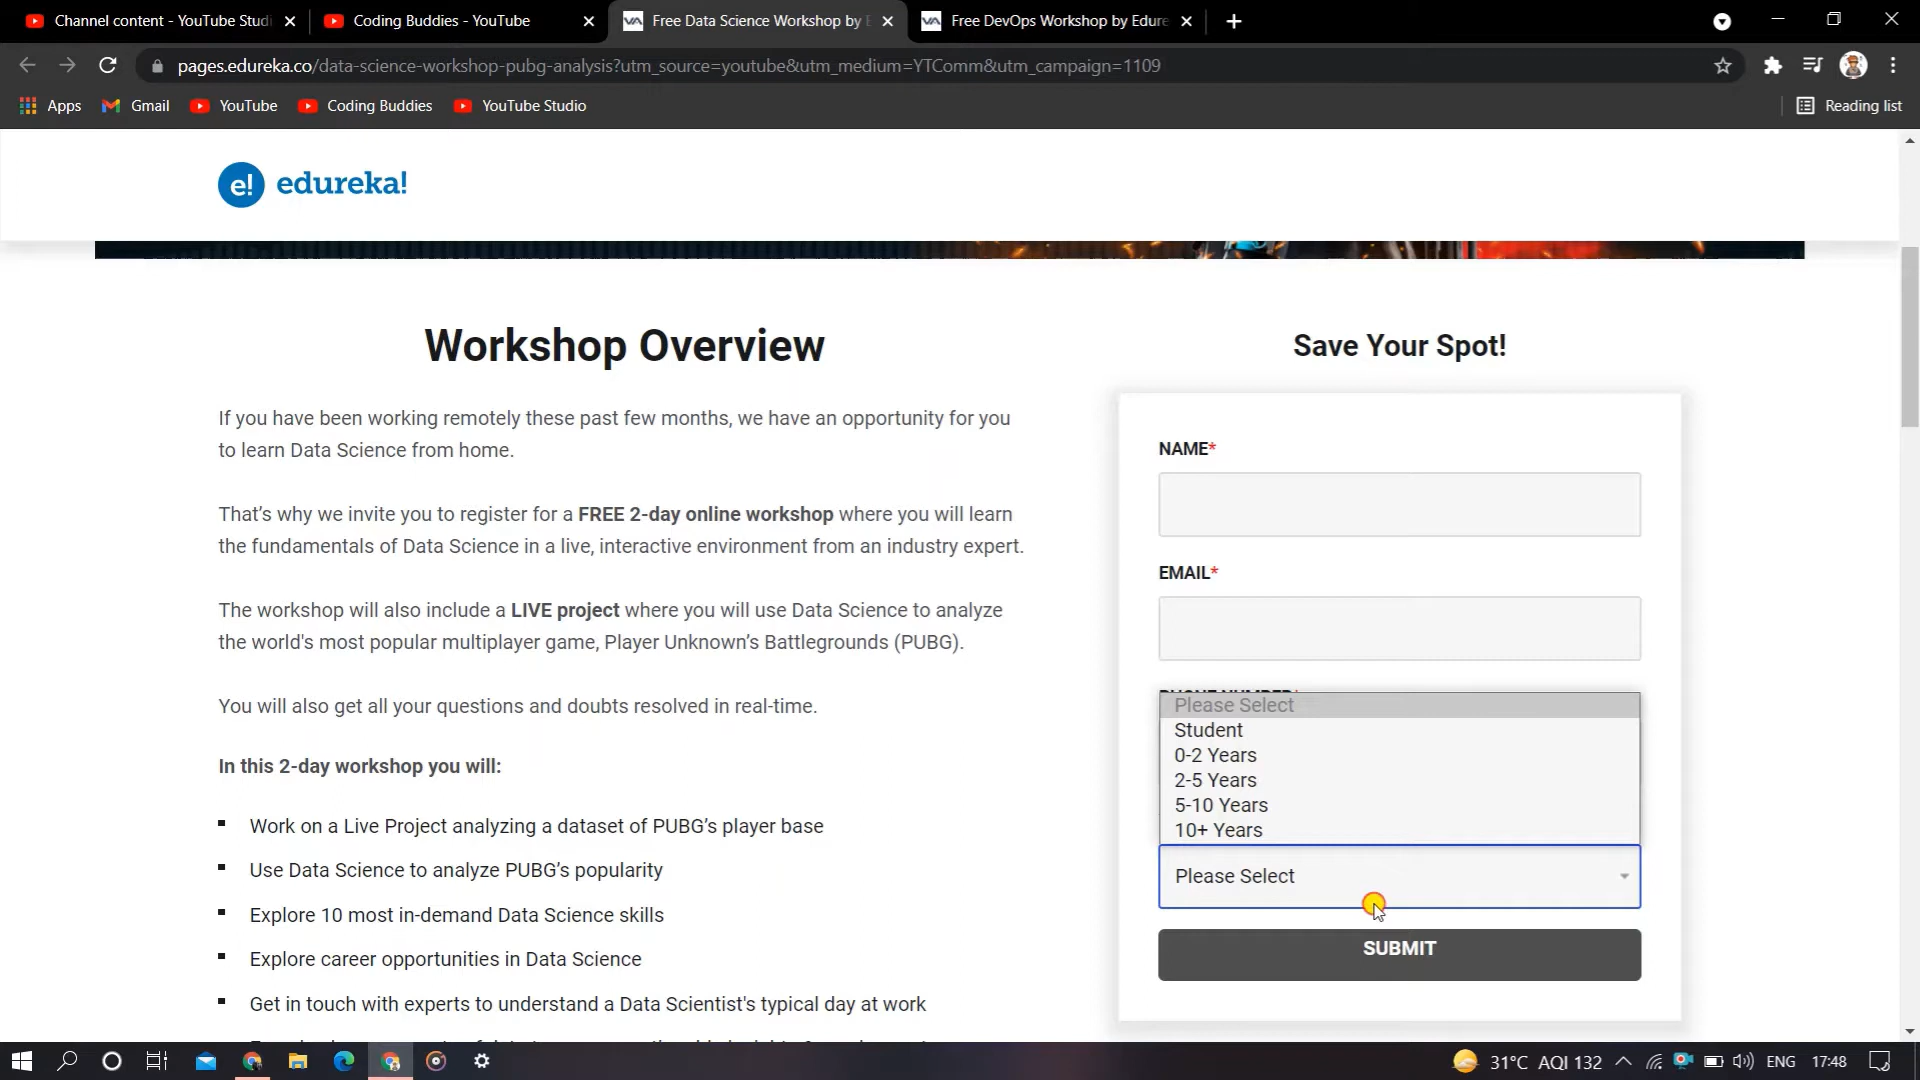 Channel content - YouTube Studi
Coding Buddies - YouTube
Free Data Science Workshop by E
Free DevOps Workshop by Edure
pages.edureka.co/data-science-workshop-pubg-analysis?utm_source=youtube&utm_medium=YTComm&utm_campaign=1109
Apps
Gmail
YouTube
Coding Buddies
YouTube Studio
Reading list
e! edureka!
Workshop Overview
If you have been working remotely these past few months, we have an opportunity for you
to learn Data Science from home.
That’s why we invite you to register for a FREE 2-day online workshop where you will learn
the fundamentals of Data Science in a live, interactive environment from an industry expert.
The workshop will also include a LIVE project where you will use Data Science to analyze
the world's most popular multiplayer game, Player Unknown’s Battlegrounds (PUBG).
You will also get all your questions and doubts resolved in real-time.
In this 2-day workshop you will:
Work on a Live Project analyzing a dataset of PUBG’s player base
Use Data Science to analyze PUBG’s popularity
Explore 10 most in-demand Data Science skills
Explore career opportunities in Data Science
Get in touch with experts to understand a Data Scientist's typical day at work
Save Your Spot!
NAME*
EMAIL*
PHONE NUMBER*
Please Select
Student
0-2 Years
2-5 Years
5-10 Years
10+ Years
Please Select
SUBMIT
31°C AQI 132
ENG
17:48